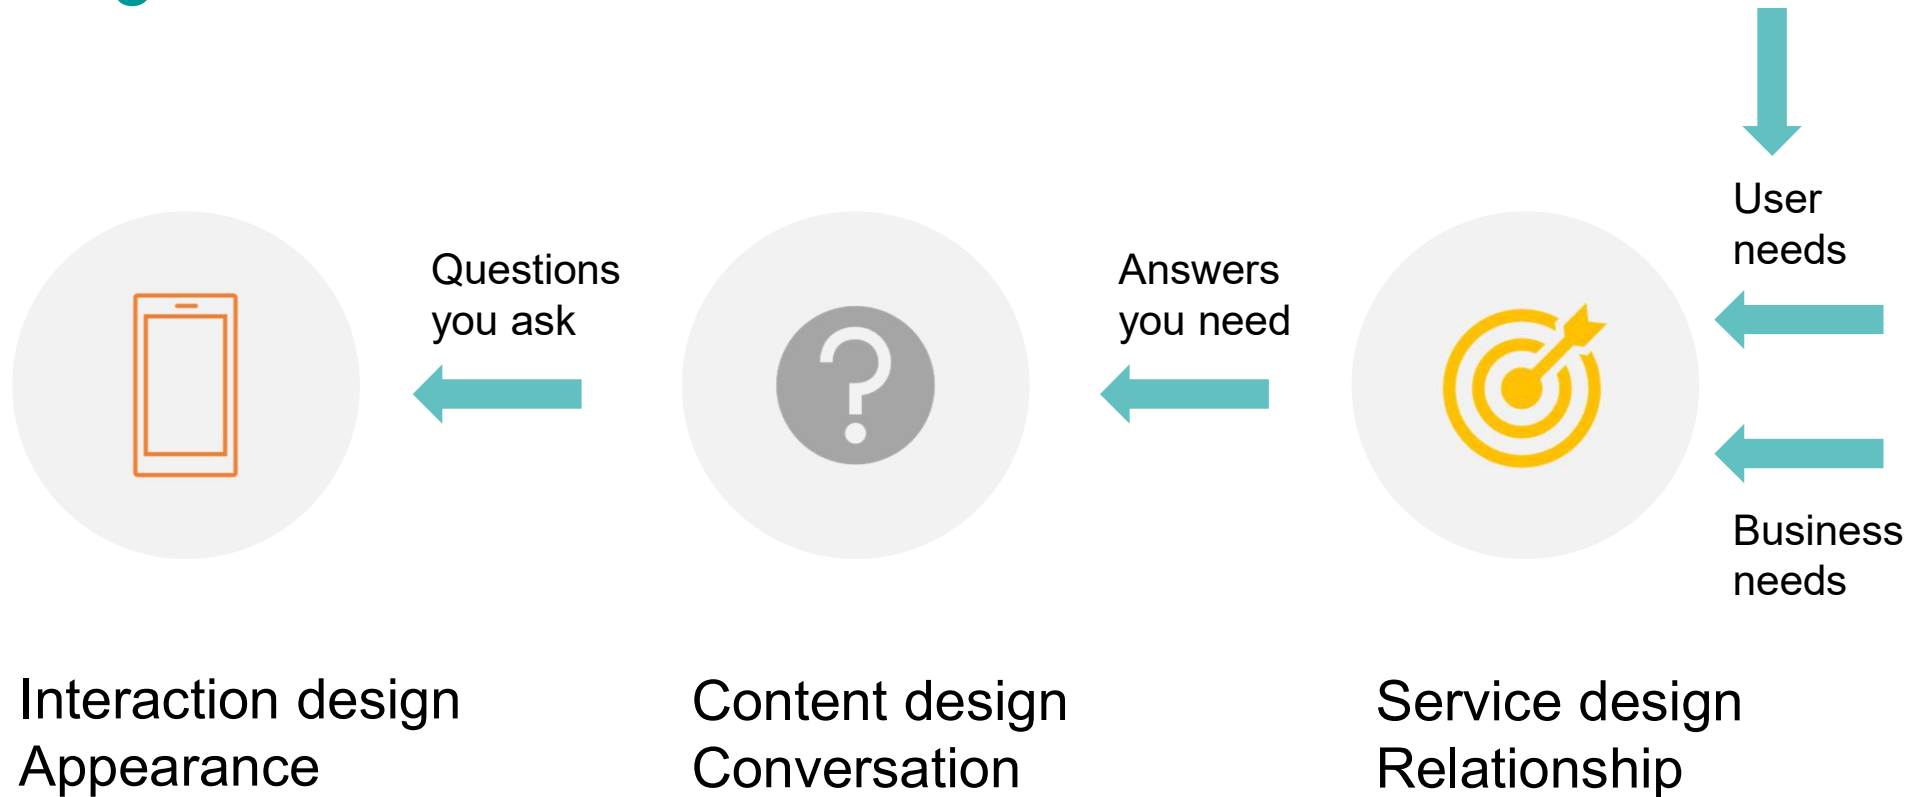 User
needs
Questions
you ask
Answers
you need
Business
needs
Interaction design
Appearance
Content design
Conversation
Service design
Relationship